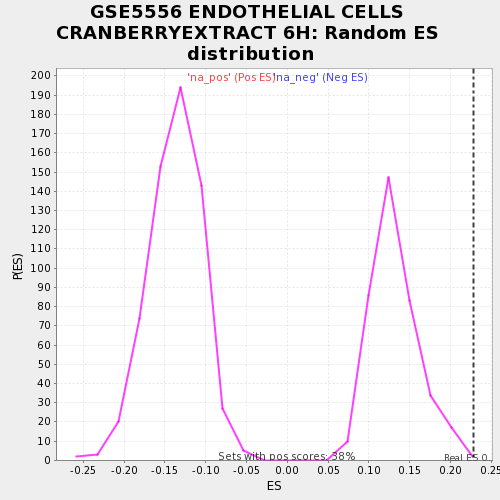 GSE5556 ENDOTHELIAL CELLS
CRANBERRYEXTRACT 6H: Random ES
distribution
'na_pos' (Pos ES) 'na_neg' (Neg ES)
200
190
180
170
160
150
140
130
120
110
100
90
80
70
60
50
40
30
20
10
0
P(ES)
Sets with pos scores: 38%
Real ES 0
-0.25 -0.20 -0.15 -0.10 -0.05 0.00 0.05 0.10 0.15 0.20 0.25
ES